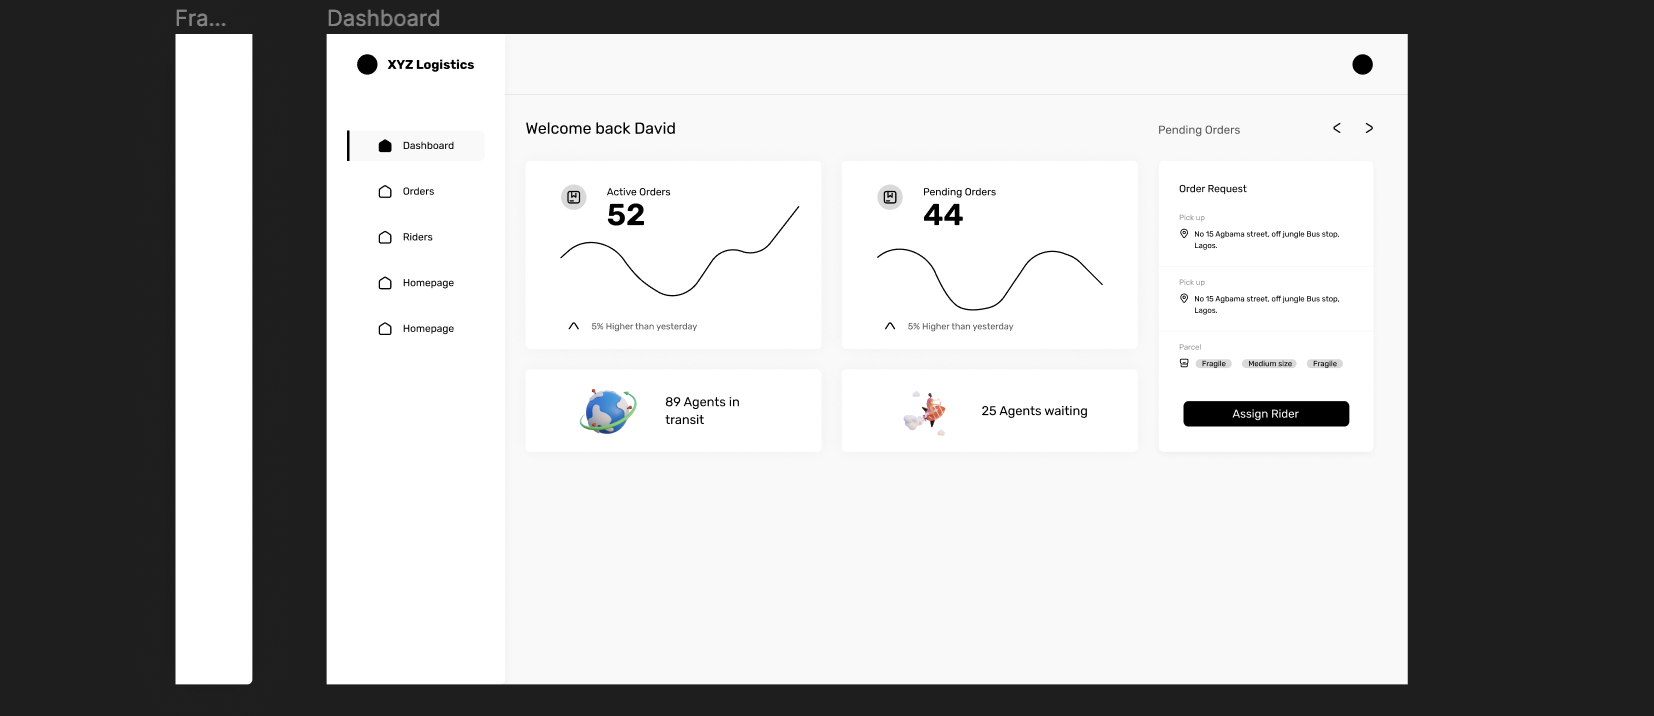 Fra...
Dashboard
XYZ Logistics
Dashboard
Orders
Riders
Homepage
Homepage
Welcome back David
Active Orders
52
5% Higher than yesterday
Pending Orders
44
5% Higher than yesterday
89 Agents in
transit
25 Agents waiting
Pending Orders
Order Request
Pick up
No 15 Agbama street, off jungle Bus stop,
Lagos.
Pick up
No 15 Agbama street, off jungle Bus stop,
Lagos.
Parcel
Fragile Medium size Fragile
Assign Rider